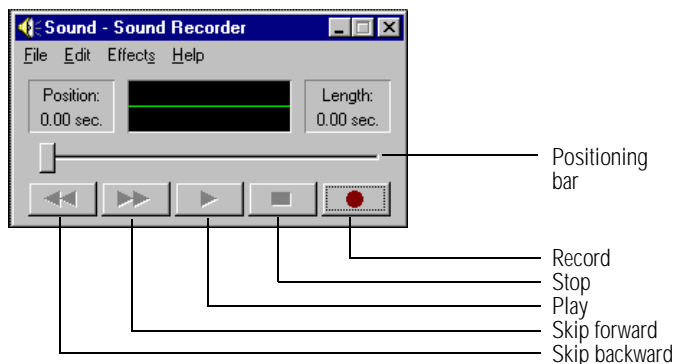 Sound - Sound Recorder
File Edit Effects Help
Position:
0.00 sec.
Length:
0.00 sec.
Positioning
bar
Record
Stop
Play
Skip forward
Skip backward